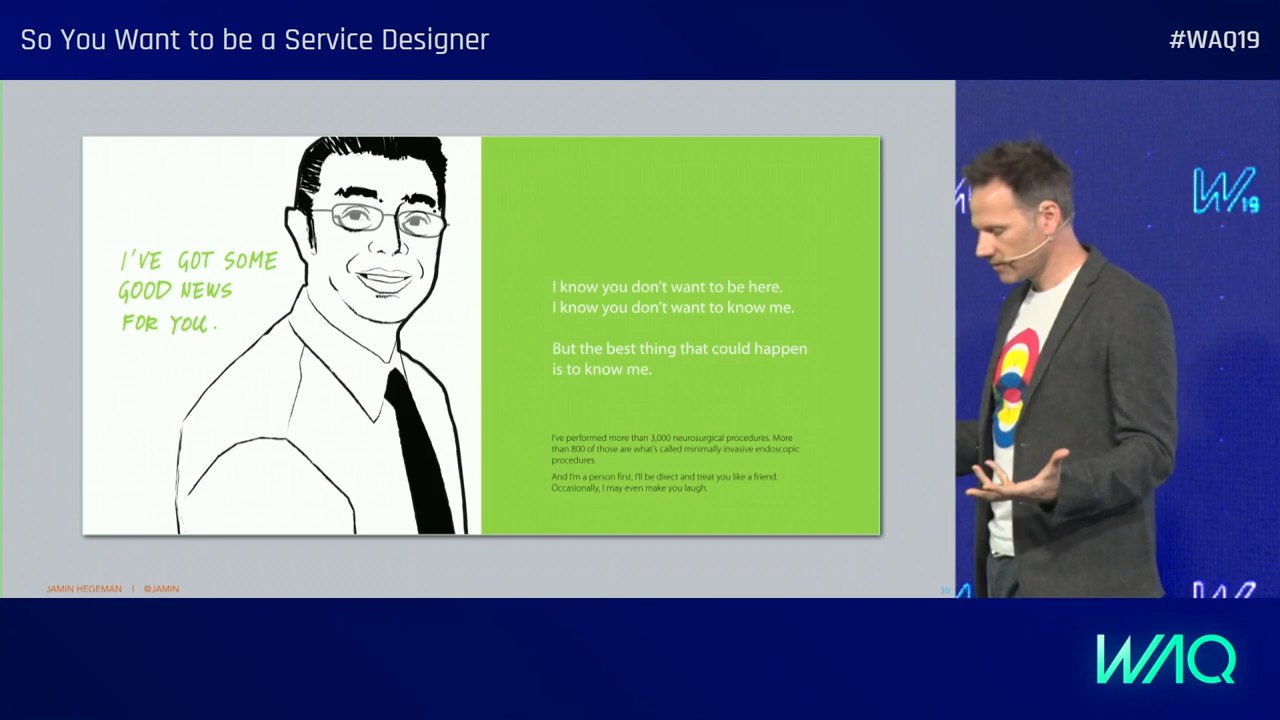 So You Want to be a Service Designer
#WAQ19
I'VE GOT SOME
GOOD NEWS
FOR YOU.
I know you don't want to be here.
I know you don't want to know me.
But the best thing that could happen
is to know me.
I've performed more than 3,000 neurosurgical procedures. More
than 800 of those are what's called minimally invasive endoscopic
procedures.
And I'm a person first. I'll be direct and treat you like a friend.
Occasionally, I may even make you laugh.
JAMIN HEGEMAN | @JAMIN
30
W19
WAQ